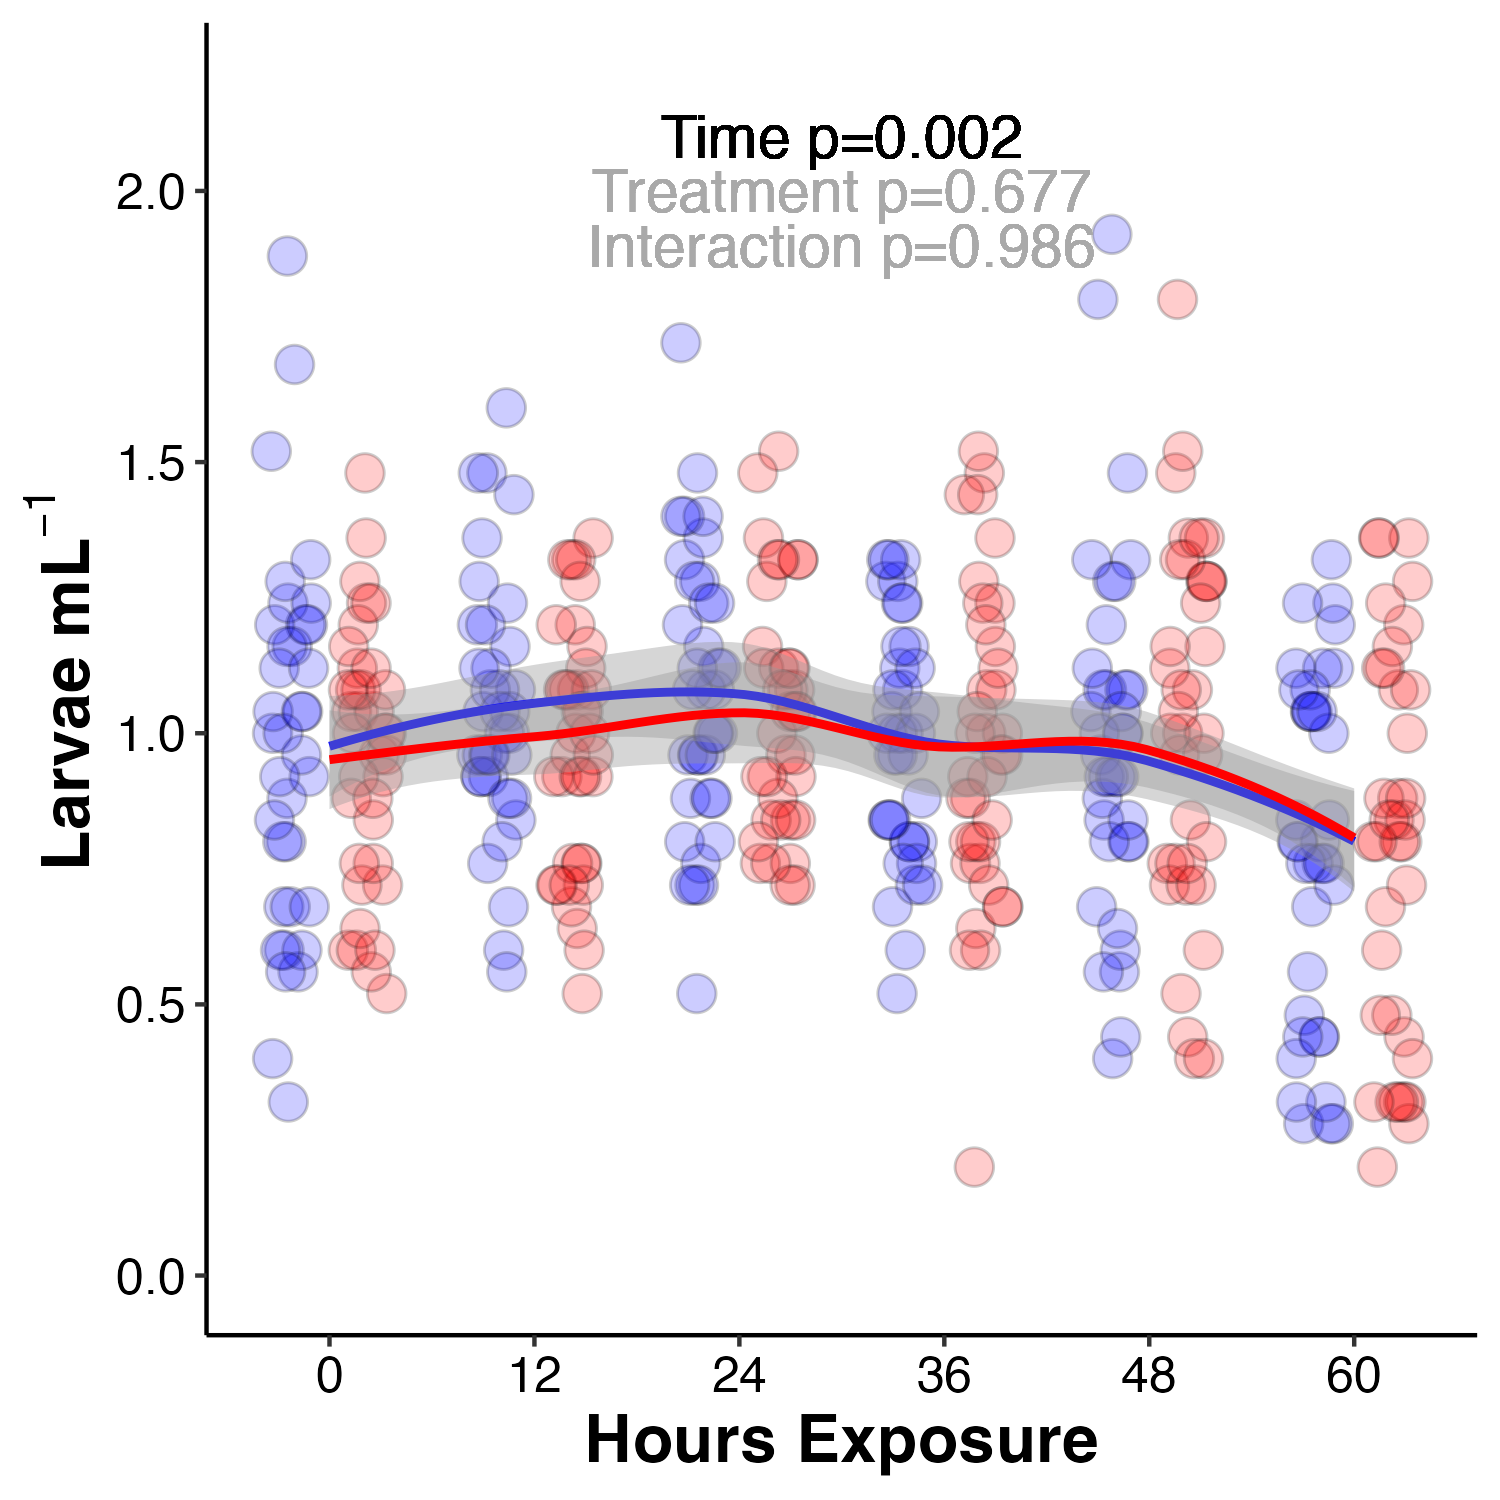 Time p=0.002
Treatment p=0.677
Interaction p=0.986
2.0
1.5
1.0
0.5
0.0
Larvae mL⁻¹
0 12 24 36 48 60
Hours Exposure